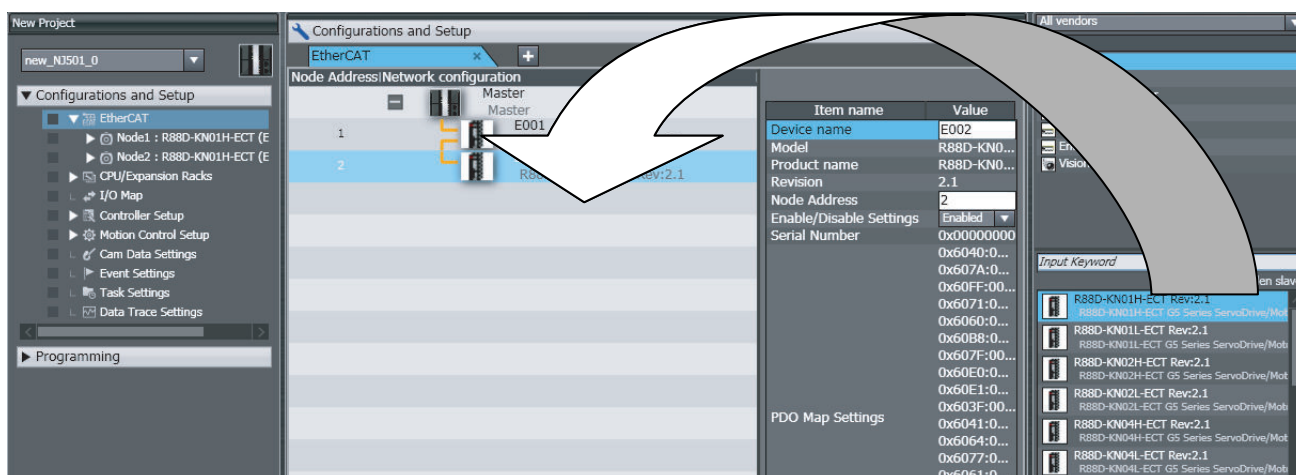 New Project
new_NJ501_0
Configurations and Setup
EtherCAT
Node1 : R88D-KN01H-ECT (E
Node2 : R88D-KN01H-ECT (E
CPU/Expansion Racks
I/O Map
Controller Setup
Motion Control Setup
Cam Data Settings
Event Settings
Task Settings
Data Trace Settings
Programming
Configurations and Setup
EtherCAT
Node Address|Network configuration
Master
Master
1
E001
2
Rev:2.1
Item name Value
Device name E002
Model R88D-KN0...
Product name R88D-KN0...
Revision 2.1
Node Address 2
Enable/Disable Settings Enabled
Serial Number 0x00000000
0x6040:0...
0x607A:0...
0x60FF:00...
0x6071:0...
0x6060:0...
0x60B8:0...
0x607F:00...
0x60E0:0...
0x60E1:0...
0x603F:00...
PDO Map Settings
0x6041:0...
0x6064:0...
0x6077:0...
0x6061:0...
All vendors
Input Keyword
R88D-KN01H-ECT Rev:2.1
R88D-KN01H-ECT G5 Series ServoDrive/Mot
R88D-KN01L-ECT Rev:2.1
R88D-KN01L-ECT G5 Series ServoDrive/Moto
R88D-KN02H-ECT Rev:2.1
R88D-KN02H-ECT G5 Series ServoDrive/Mot
R88D-KN02L-ECT Rev:2.1
R88D-KN02L-ECT G5 Series ServoDrive/Moto
R88D-KN04H-ECT Rev:2.1
R88D-KN04H-ECT G5 Series ServoDrive/Mot
R88D-KN04L-ECT Rev:2.1
R88D-KN04L-ECT G5 Series ServoDrive/Moto